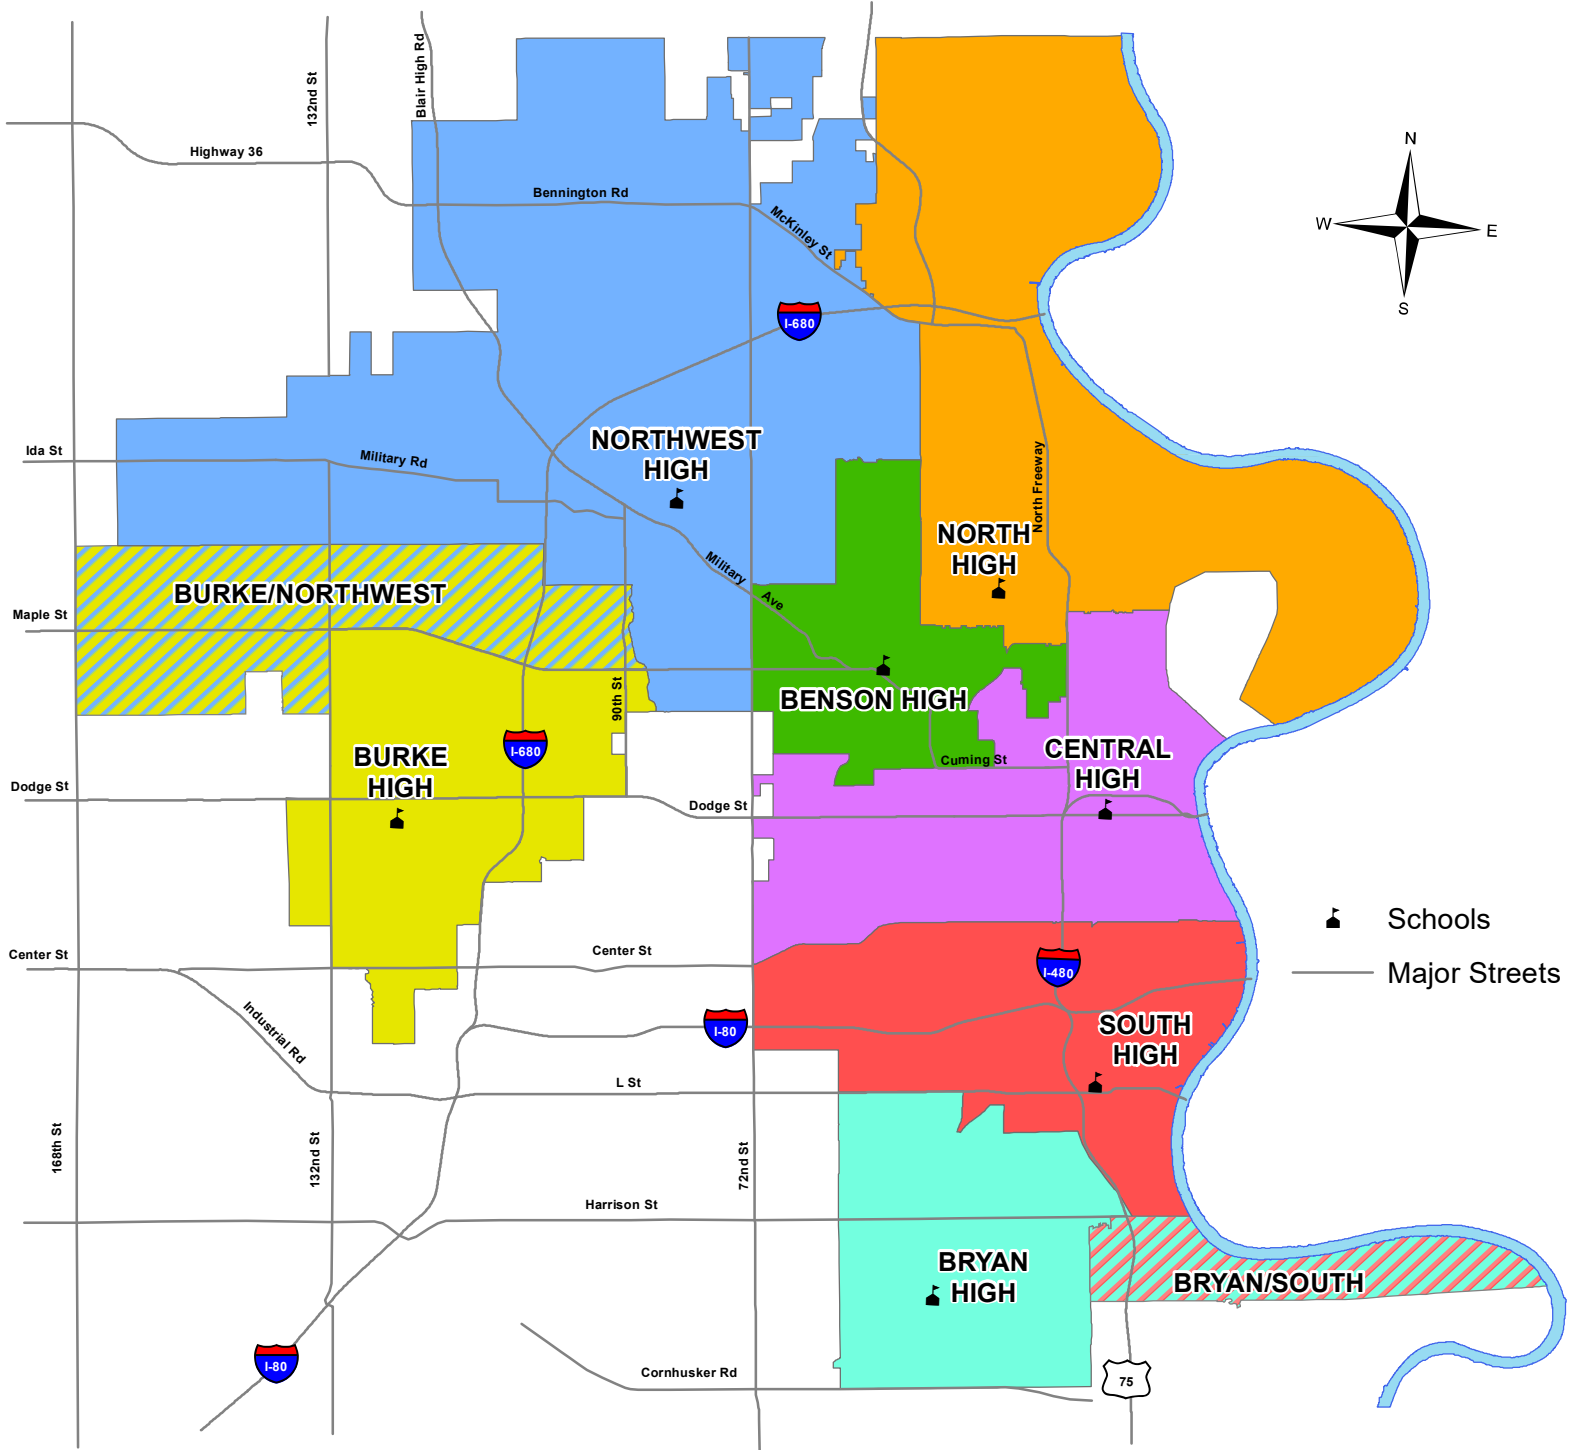 132nd St
Blair High Rd
Highway 36
Bennington Rd
McKinley St
N
W
E
S
I-680
NORTHWEST
HIGH
Ida St
Military Rd
North Freeway
NORTH
HIGH
Military
Ave
BURKE/NORTHWEST
Maple St
90th St
BENSON HIGH
BURKE
HIGH
I-680
CENTRAL
HIGH
Cuming St
Dodge St
Dodge St
Schools
Center St
Center St
I-480
Major Streets
Industrial Rd
I-80
SOUTH
HIGH
L St
168th St
132nd St
72nd St
Harrison St
BRYAN
HIGH
BRYAN/SOUTH
I-80
Cornhusker Rd
75